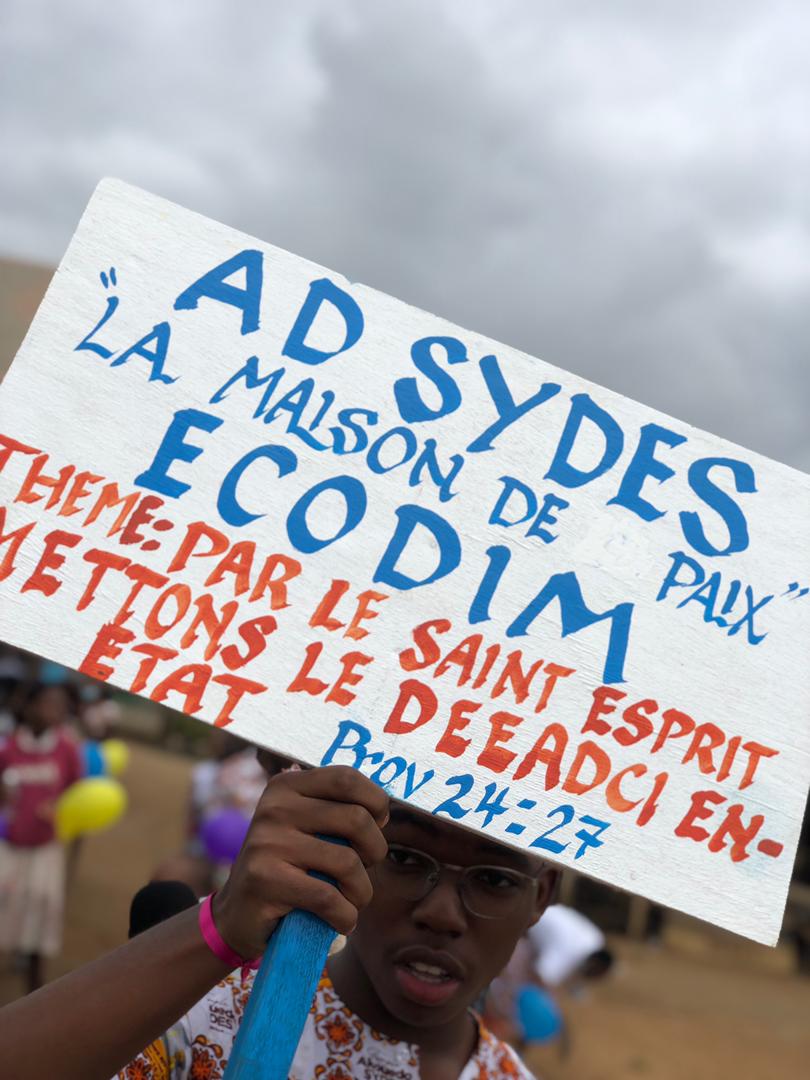 AD SYDES
"LA MAISON DE PAIX"
ECODIM
THEME: PAR LE SAINT ESPRIT
METTONS LE DEEADCI EN-
ETAT
Prov 24:27